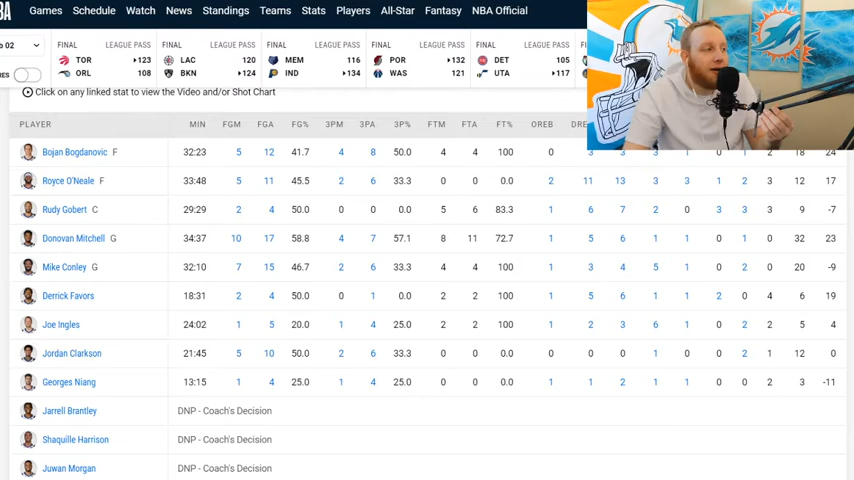 BA Games Schedule Watch News Standings Teams Stats Players All-Star Fantasy NBA Official
b 02 FINAL LEAGUE PASS FINAL LEAGUE PASS FINAL LEAGUE PASS FINAL LEAGUE PASS FINAL LEAGUE PASS
TOR 123 LAC 120 MEM 116 POR 132 DET 105
RES ORL 108 BKN 124 IND 134 WAS 121 UTA 117
Click on any linked stat to view the Video and/or Shot Chart
PLAYER MIN FGM FGA FG% 3PM 3PA 3P% FTM FTA FT% OREB DRE
Bojan Bogdanovic F 32:23 5 12 41.7 4 8 50.0 4 4 100 0 3 3 3 1 0 1 2 18 24
Royce O'Neale F 33:48 5 11 45.5 2 6 33.3 0 0 0.0 2 11 13 3 3 1 2 3 12 17
Rudy Gobert C 29:29 2 4 50.0 0 0 0.0 5 6 83.3 1 6 7 2 0 3 3 3 9 -7
Donovan Mitchell G 34:37 10 17 58.8 4 7 57.1 8 11 72.7 1 5 6 1 1 0 1 0 32 23
Mike Conley G 32:10 7 15 46.7 2 6 33.3 4 4 100 1 3 4 5 1 0 2 0 20 -9
Derrick Favors 18:31 2 4 50.0 0 1 0.0 2 2 100 1 5 6 1 1 2 0 4 6 19
Joe Ingles 24:02 1 5 20.0 1 4 25.0 2 2 100 1 2 3 6 1 0 2 2 5 4
Jordan Clarkson 21:45 5 10 50.0 2 6 33.3 0 0 0.0 0 0 0 1 0 0 2 1 12 0
Georges Niang 13:15 1 4 25.0 1 4 25.0 0 0 0.0 1 1 2 1 1 0 0 2 3 -11
Jarrell Brantley DNP - Coach's Decision
Shaquille Harrison DNP - Coach's Decision
Juwan Morgan DNP - Coach's Decision